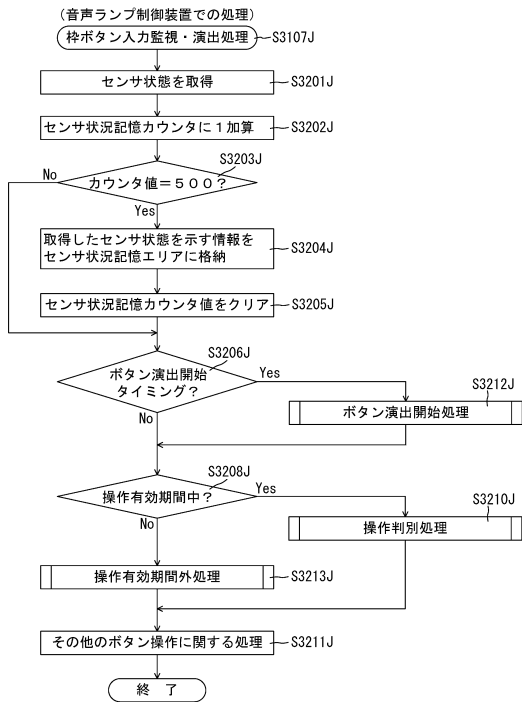 (音声ランプ制御装置での処理)
枠ボタン入力監視・演出処理 S3107J
センサ状態を取得 S3201J
センサ状況記憶カウンタに1加算 S3202J
S3203J
No
カウンタ値=500?
Yes
取得したセンサ状態を示す情報を
センサ状況記憶エリアに格納
S3204J
センサ状況記憶カウンタ値をクリア S3205J
S3206J
ボタン演出開始
タイミング?
Yes
No
S3212J
ボタン演出開始処理
S3208J
操作有効期間中?
Yes
No
S3210J
操作判別処理
操作有効期間外処理 S3213J
その他のボタン操作に関する処理 S3211J
終 了